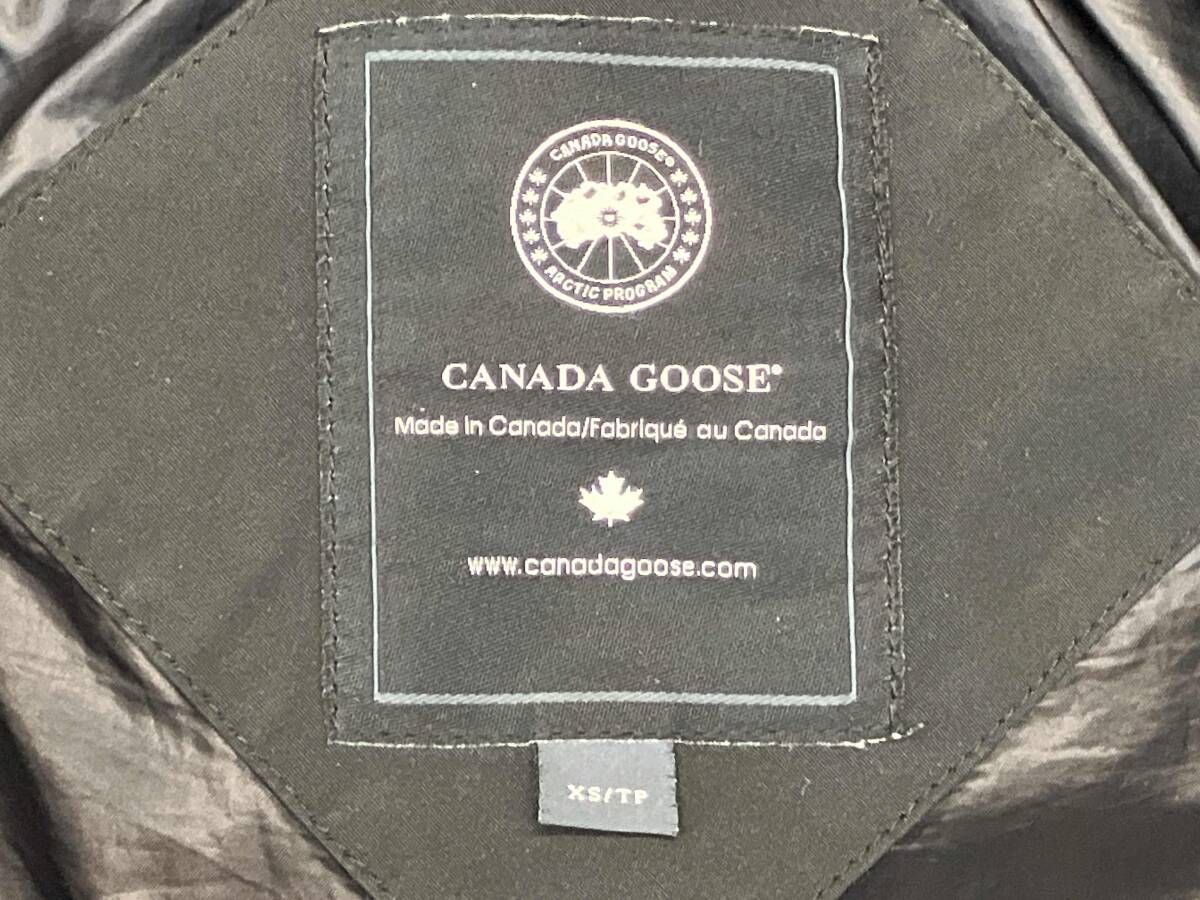 CANADA GOOSE®
ARCTIC PROGRAM
CANADA GOOSE®
Made in Canada/Fabriqué au Canada
www.canadagoose.com
XS/TP